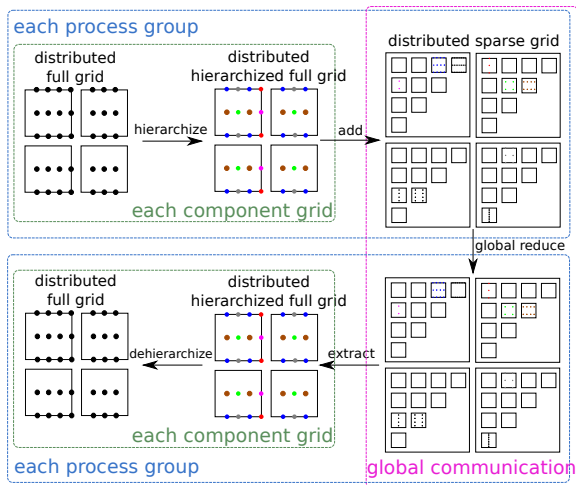 each process group
distributed
full grid
distributed
hierarchized full grid
distributed sparse grid
hierarchize
add
each component grid
global reduce
distributed
full grid
distributed
hierarchized full grid
dehierarchize
extract
each component grid
each process group
global communication